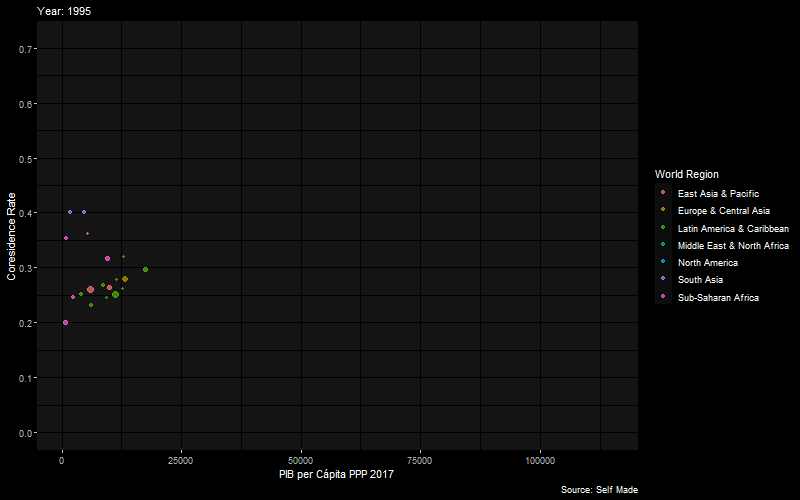 Year: 1995
Coresidence Rate
0.7
0.6
0.5
0.4
0.3
0.2
0.1
0.0
0
25000
50000
75000
100000
PIB per Cápita PPP 2017
World Region
East Asia & Pacific
Europe & Central Asia
Latin America & Caribbean
Middle East & North Africa
North America
South Asia
Sub-Saharan Africa
Source: Self Made